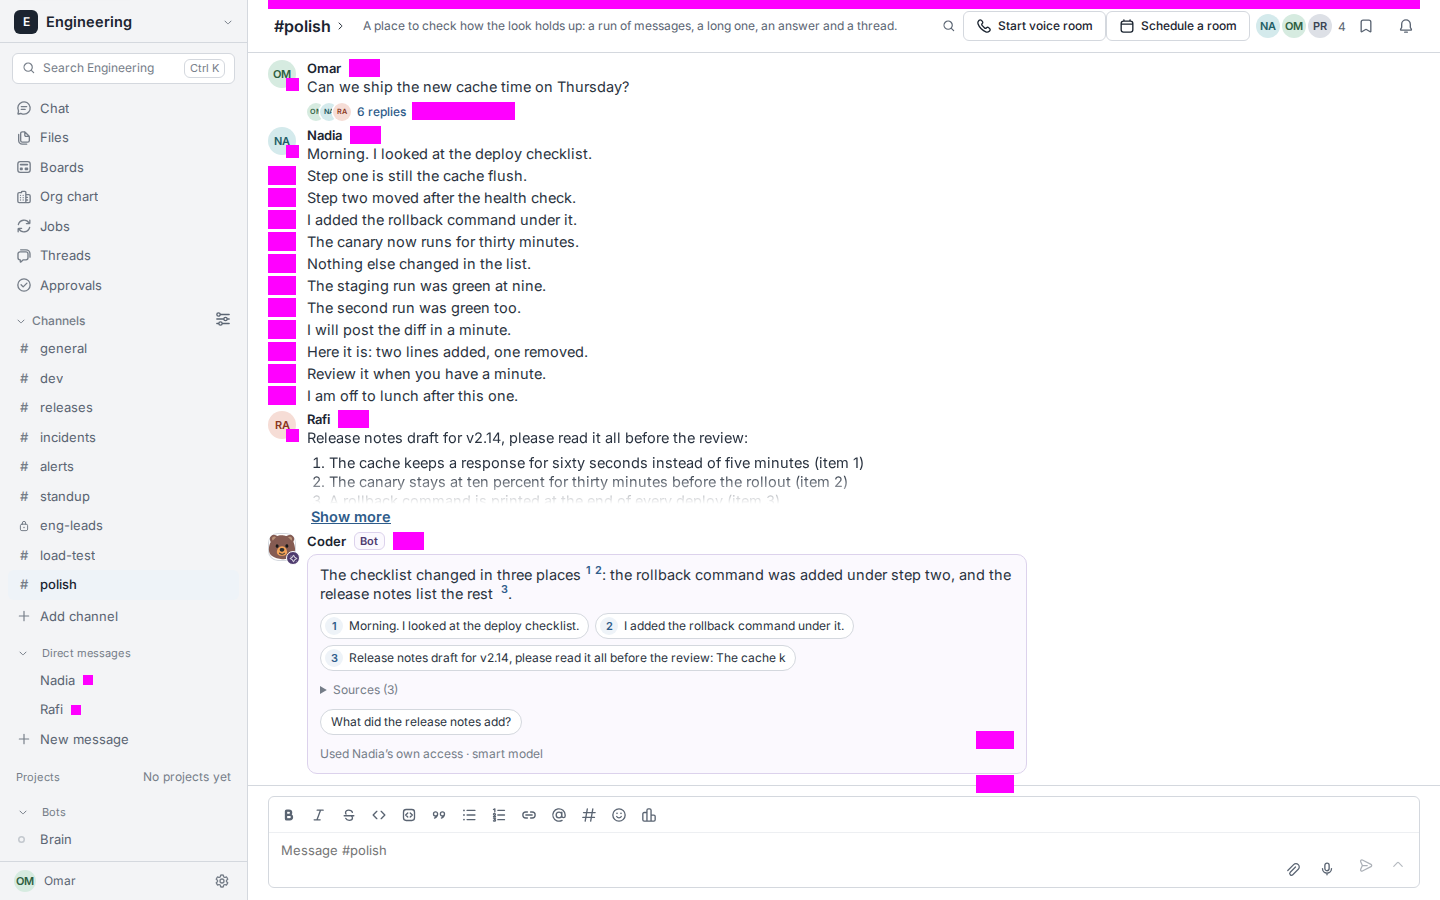 E Engineering
Search Engineering Ctrl K
Chat
Files
Boards
Org chart
Jobs
Threads
Approvals
Channels
# general
# dev
# releases
# incidents
# alerts
# standup
eng-leads
# load-test
# polish
Add channel
Direct messages
Nadia
Rafi
New message
Projects No projects yet
Bots
Brain
OM Omar
#polish
A place to check how the look holds up: a run of messages, a long one, an answer and a thread.
Start voice room
Schedule a room
NA OM PR 4
OM Omar
Can we ship the new cache time on Thursday?
RA 6 replies
NA Nadia
Morning. I looked at the deploy checklist.
Step one is still the cache flush.
Step two moved after the health check.
I added the rollback command under it.
The canary now runs for thirty minutes.
Nothing else changed in the list.
The staging run was green at nine.
The second run was green too.
I will post the diff in a minute.
Here it is: two lines added, one removed.
Review it when you have a minute.
I am off to lunch after this one.
RA Rafi
Release notes draft for v2.14, please read it all before the review:
1. The cache keeps a response for sixty seconds instead of five minutes (item 1)
2. The canary stays at ten percent for thirty minutes before the rollout (item 2)
3. A rollback command is printed at the end of every deploy (item 3)
Show more
Coder Bot
The checklist changed in three places 1 2: the rollback command was added under step two, and the
release notes list the rest 3.
1 Morning. I looked at the deploy checklist.
2 I added the rollback command under it.
3 Release notes draft for v2.14, please read it all before the review: The cache k
Sources (3)
What did the release notes add?
Used Nadia's own access · smart model
Message #polish